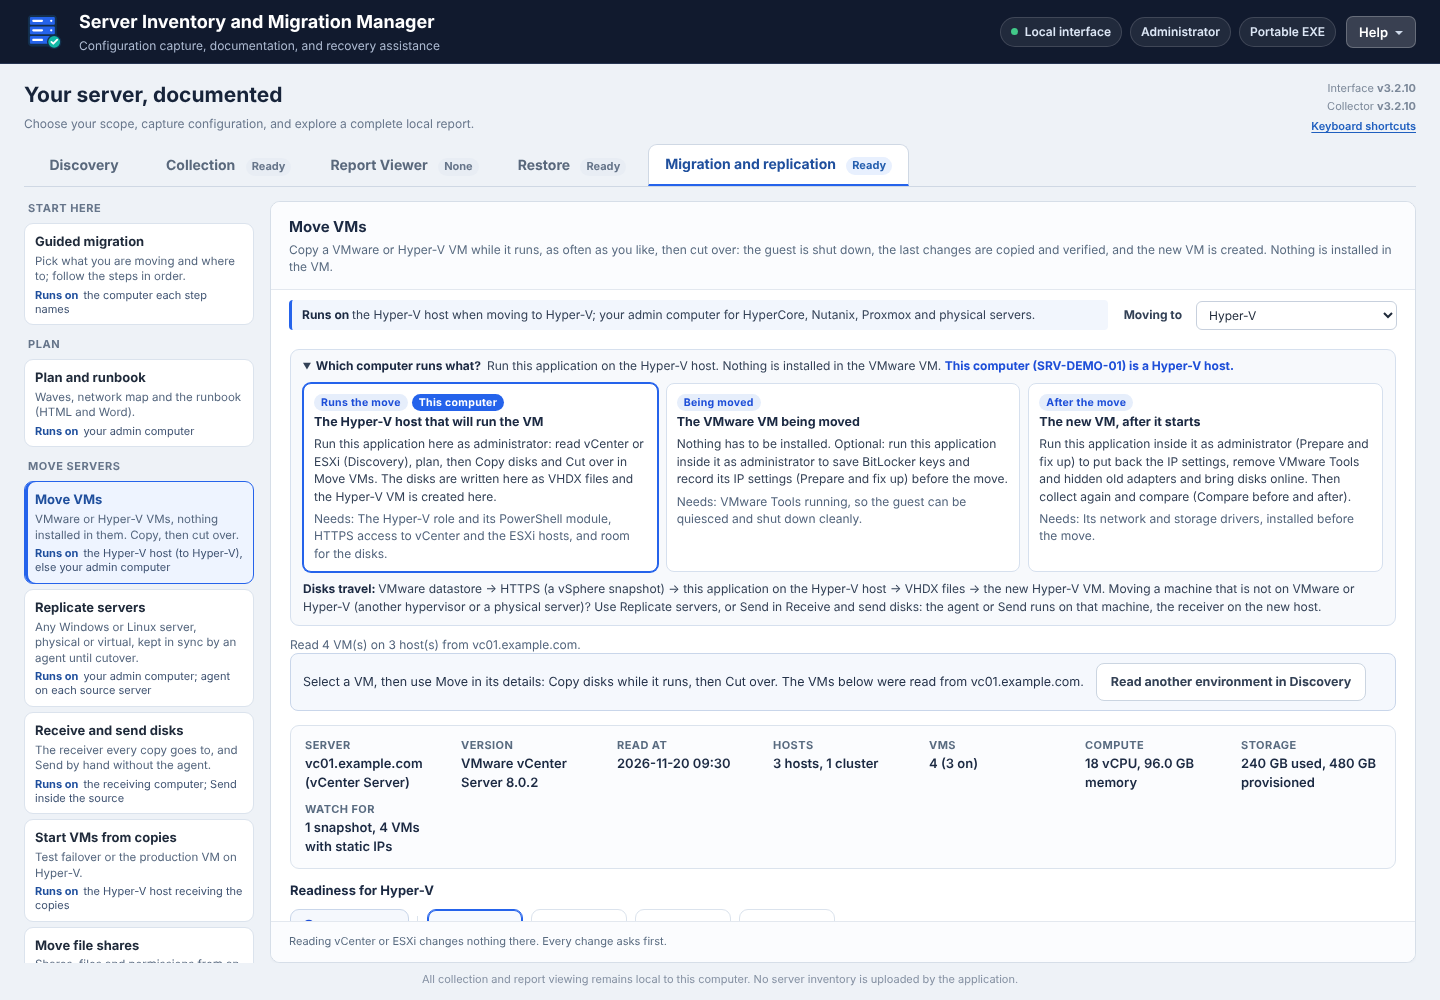 Server Inventory and Migration Manager
Configuration capture, documentation, and recovery assistance
Local interface
Administrator
Portable EXE
Help
Your server, documented
Choose your scope, capture configuration, and explore a complete local report.
Interface v3.2.10
Collector v3.2.10
Keyboard shortcuts
Discovery
Collection Ready
Report Viewer None
Restore Ready
Migration and replication Ready
START HERE
Guided migration
Pick what you are moving and where
to; follow the steps in order.
Runs on the computer each step
names
PLAN
Plan and runbook
Waves, network map and the runbook
(HTML and Word).
Runs on your admin computer
MOVE SERVERS
Move VMs
VMware or Hyper-V VMs, nothing
installed in them. Copy, then cut over.
Runs on the Hyper-V host (to Hyper-V),
else your admin computer
Replicate servers
Any Windows or Linux server,
physical or virtual, kept in sync by an
agent until cutover.
Runs on your admin computer; agent
on each source server
Receive and send disks
The receiver every copy goes to, and
Send by hand without the agent.
Runs on the receiving computer; Send
inside the source
Start VMs from copies
Test failover or the production VM on
Hyper-V.
Runs on the Hyper-V host receiving the
copies
Move file shares
Move VMs
Copy a VMware or Hyper-V VM while it runs, as often as you like, then cut over: the guest is shut down, the last changes are copied and verified, and the new VM is created. Nothing is installed in
the VM.
Runs on the Hyper-V host when moving to Hyper-V; your admin computer for HyperCore, Nutanix, Proxmox and physical servers.
Moving to
Hyper-V
▼ Which computer runs what? Run this application on the Hyper-V host. Nothing is installed in the VMware VM. This computer (SRV-DEMO-01) is a Hyper-V host.
Runs the move This computer
The Hyper-V host that will run the VM
Run this application here as administrator: read vCenter or
ESXi (Discovery), plan, then Copy disks and Cut over in
Move VMs. The disks are written here as VHDX files and
the Hyper-V VM is created here.
Needs: The Hyper-V role and its PowerShell module,
HTTPS access to vCenter and the ESXi hosts, and room
for the disks.
Being moved
The VMware VM being moved
Nothing has to be installed. Optional: run this application
inside it as administrator to save BitLocker keys and
record its IP settings (Prepare and fix up) before the move.
Needs: VMware Tools running, so the guest can be
quiesced and shut down cleanly.
After the move
The new VM, after it starts
Run this application inside it as administrator (Prepare and
fix up) to put back the IP settings, remove VMware Tools
and hidden old adapters and bring disks online. Then
collect again and compare (Compare before and after).
Needs: Its network and storage drivers, installed before
the move.
Disks travel: VMware datastore → HTTPS (a vSphere snapshot) → this application on the Hyper-V host → VHDX files → the new Hyper-V VM. Moving a machine that is not on VMware or
Hyper-V (another hypervisor or a physical server)? Use Replicate servers, or Send in Receive and send disks: the agent or Send runs on that machine, the receiver on the new host.
Read 4 VM(s) on 3 host(s) from vc01.example.com.
Select a VM, then use Move in its details: Copy disks while it runs, then Cut over. The VMs below were read from vc01.example.com.
Read another environment in Discovery
SERVER
vc01.example.com
(vCenter Server)
VERSION
VMware vCenter
Server 8.0.2
READ AT
2026-11-20 09:30
HOSTS
3 hosts, 1 cluster
VMS
4 (3 on)
COMPUTE
18 vCPU, 96.0 GB
memory
STORAGE
240 GB used, 480 GB
provisioned
WATCH FOR
1 snapshot, 4 VMs
with static IPs
Readiness for Hyper-V
Reading vCenter or ESXi changes nothing there. Every change asks first.
All collection and report viewing remains local to this computer. No server inventory is uploaded by the application.